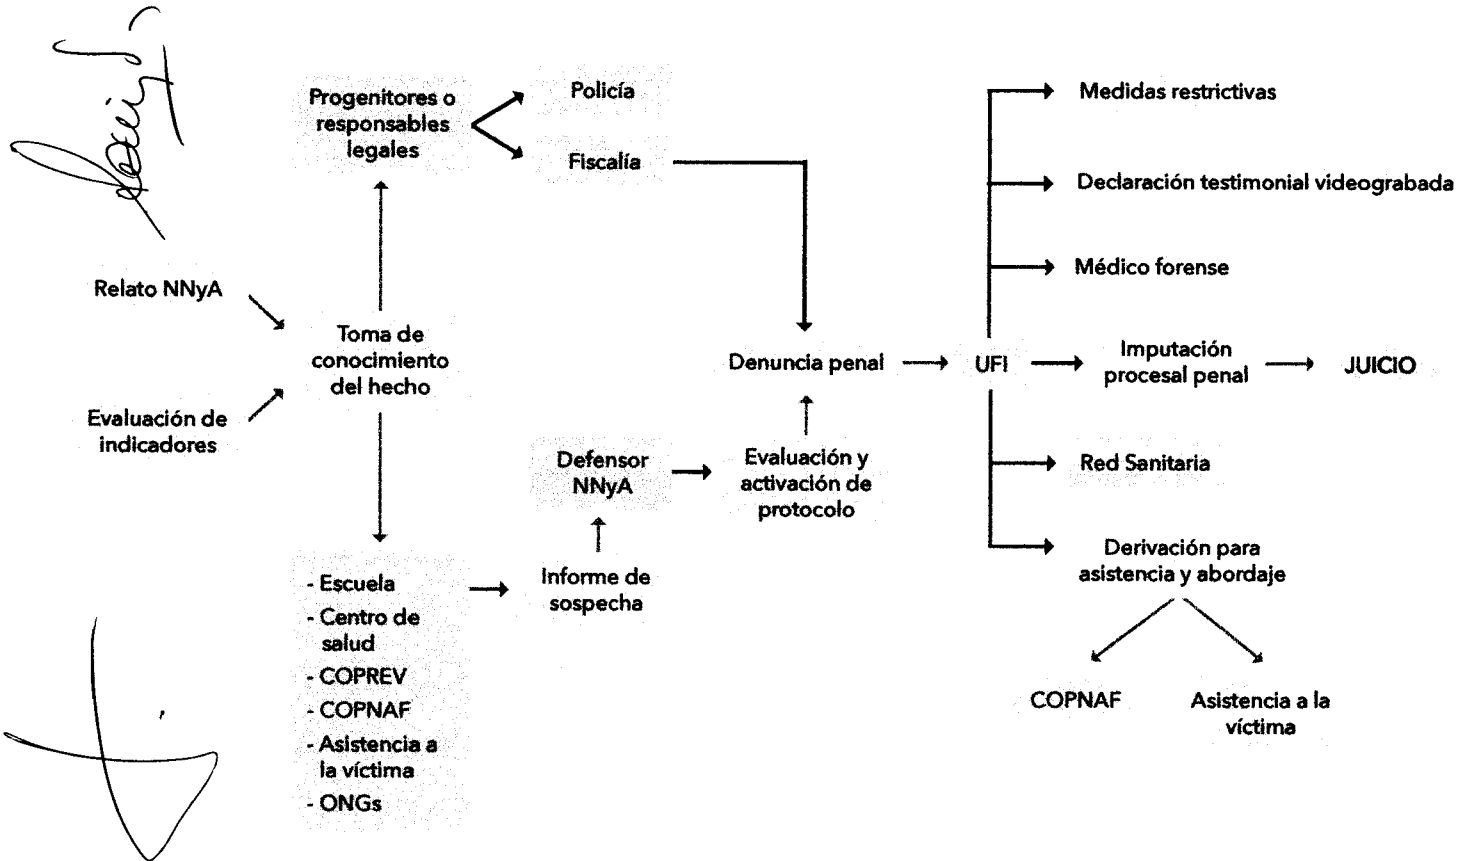 Progenitores o
responsables
legales
Policía
Fiscalía
Medidas restrictivas
Declaración testimonial videograbada
Médico forense
Relato NNyA
Evaluación de
indicadores
Toma de
conocimiento
del hecho
Denuncia penal
UFI
Imputación
procesal penal
JUICIO
Defensor
NNyA
Evaluación y
activación de
protocolo
Red Sanitaria
Derivación para
asistencia y abordaje
- Escuela
- Centro de
salud
- COPREV
- COPNAF
- Asistencia a
la víctima
- ONGs
Informe de
sospecha
COPNAF
Asistencia a la
víctima